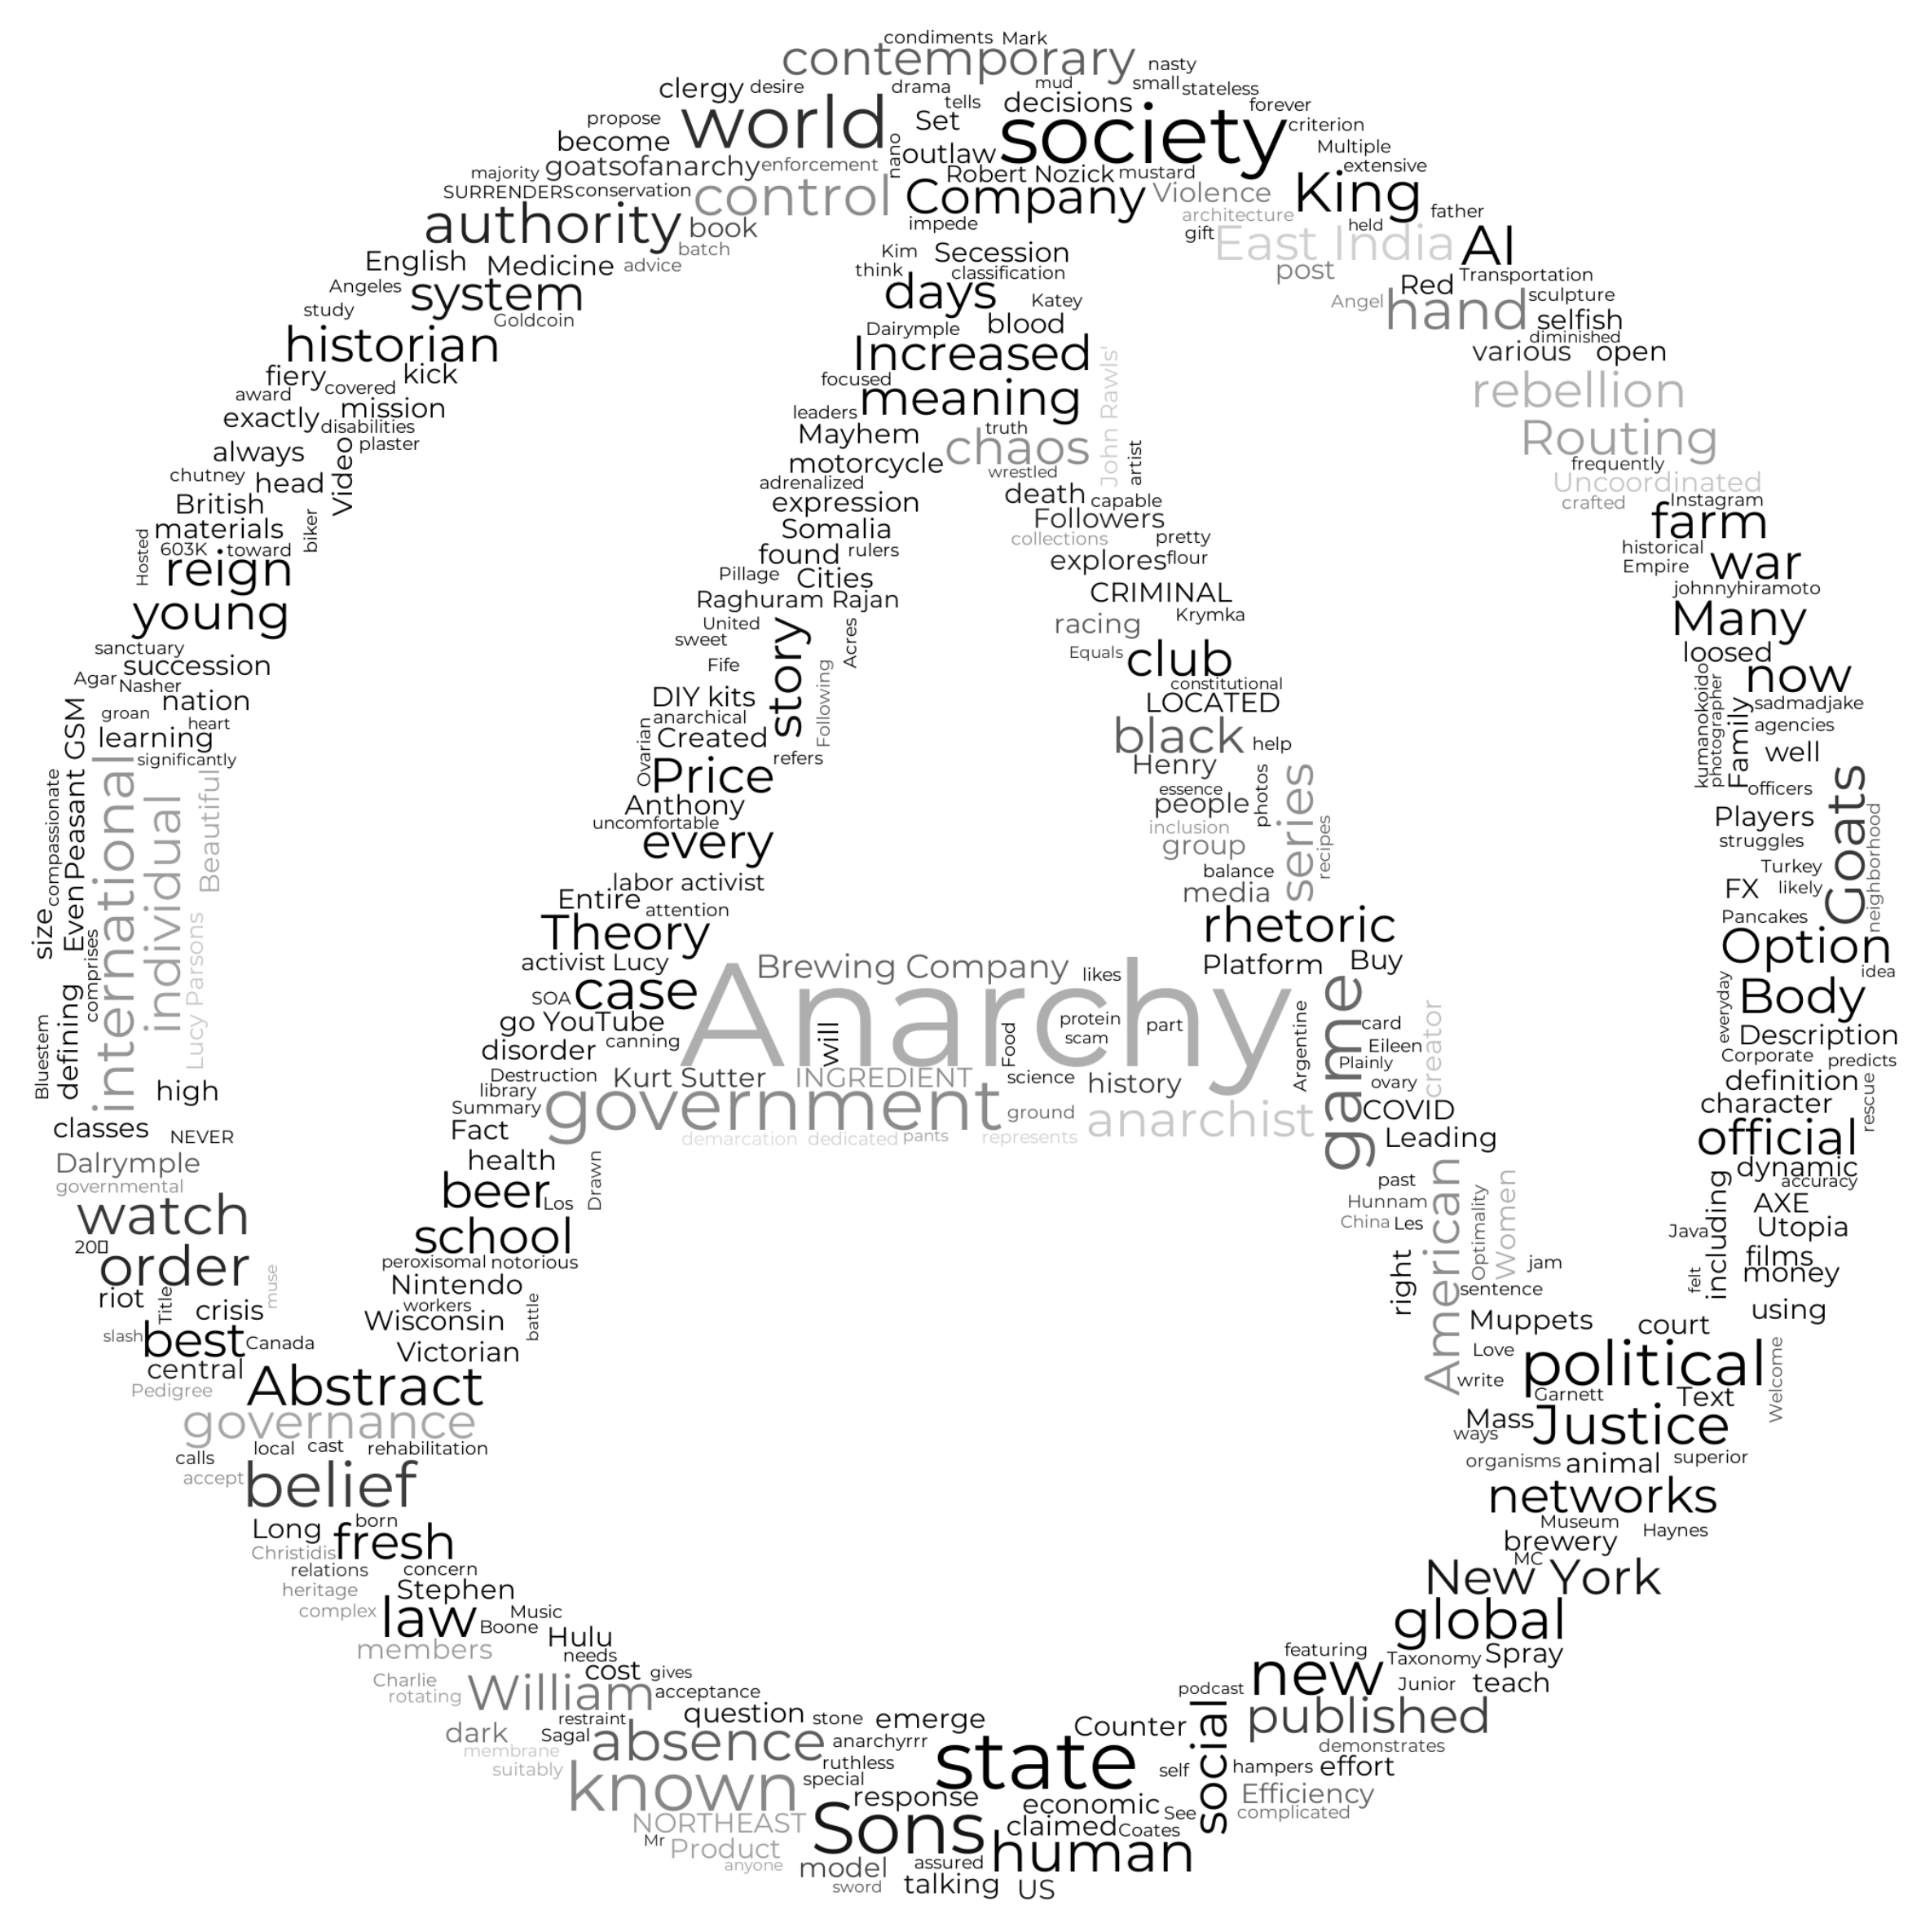 condiments Mark
contemporary nasty
clergy desire drama mud small stateless
world tells decisions society forever
propose Set criterion
become nano outlaw Multiple
majority goatsofanarchy enforcement Robert Nozick mustard extensive
SURRENDERS conservation control Company Violence King father
authority book impede architecture held
batch gift East India AI
English Medicine advice Kim Secession post Transportation
Angeles system think classification Red sculpture
study Goldcoin days Katey Angel hand selfish
historian Dairymple blood diminished
Increased various open
fiery covered kick focused John Rawls' rebellion
award mission leaders meaning
exactly disabilities Mayhem truth Routing
always Video plaster motorcycle chaos artist frequently
chutney head adrenalized wrestled Uncoordinated
British expression death capable crafted Instagram
materials biker Somalia Followers farm
Hosted 603K toward found rulers collections pretty historical
reign Pillage Cities explores flour Empire war
young Raghuram Rajan CRIMINAL johnnyhiramoto
United story Acres racing Krymka Many
sanctuary sweet loosed
succession Fife Following Equals club now
Agar Nasher DIY kits constitutional kumanokoido photographer Family sadmadjake
nation anarchical LOCATED agencies
groan heart Ovarian Created black help well
learning significantly refers Henry
Peasant GSM Price essence photos series officers
compassionate international individual Beautiful Anthony people Players Goats neighborhood
uncomfortable inclusion recipes struggles
every group Turkey
size Even labor activist balance FX likely
Entire attention media Pancakes
comprises Lucy Parsons Theory rhetoric Option
activist Lucy Brewing Company likes Platform Buy idea
defining SOA case Anarchy game creator everyday Body
Bluestem go YouTube will Food protein part Argentine card Description
disorder canning scam Eileen Corporate predicts
Destruction Kurt Sutter INGREDIENT science history Plainly ovary definition
high library government ground anarchist COVID character rescue
classes NEVER Summary Fact demarcation dedicated pants represents Leading official
Dalrymple health Drawn American dynamic
governmental beer Los past including accuracy
watch Hunnam Optimality Women AXE
school China Les Java Utopia
order peroxisomal notorious right jam felt films
muse Nintendo sentence money
riot Title crisis workers battle using
slash best Canada Wisconsin Muppets court
central Victorian Love political Welcome
Pedigree Abstract write Garnett Text
governance Mass Justice
calls local cast rehabilitation ways
accept belief organisms animal superior
networks
Long born Museum Haynes
Christidis fresh brewery
relations concern MC New York
heritage Stephen
complex law Boone Music global
members Hulu featuring Spray
needs new Taxonomy
Charlie cost gives podcast Junior teach
rotating William acceptance social published
dark restraint question stone emerge Counter
membrane Sagal absence anarchyrrr demonstrates
suitably ruthless state self hampers effort
known special Efficiency
response economic See complicated
NORTHEAST Sons claimed Coates
Mr Product human
anyone model assured
sword talking US